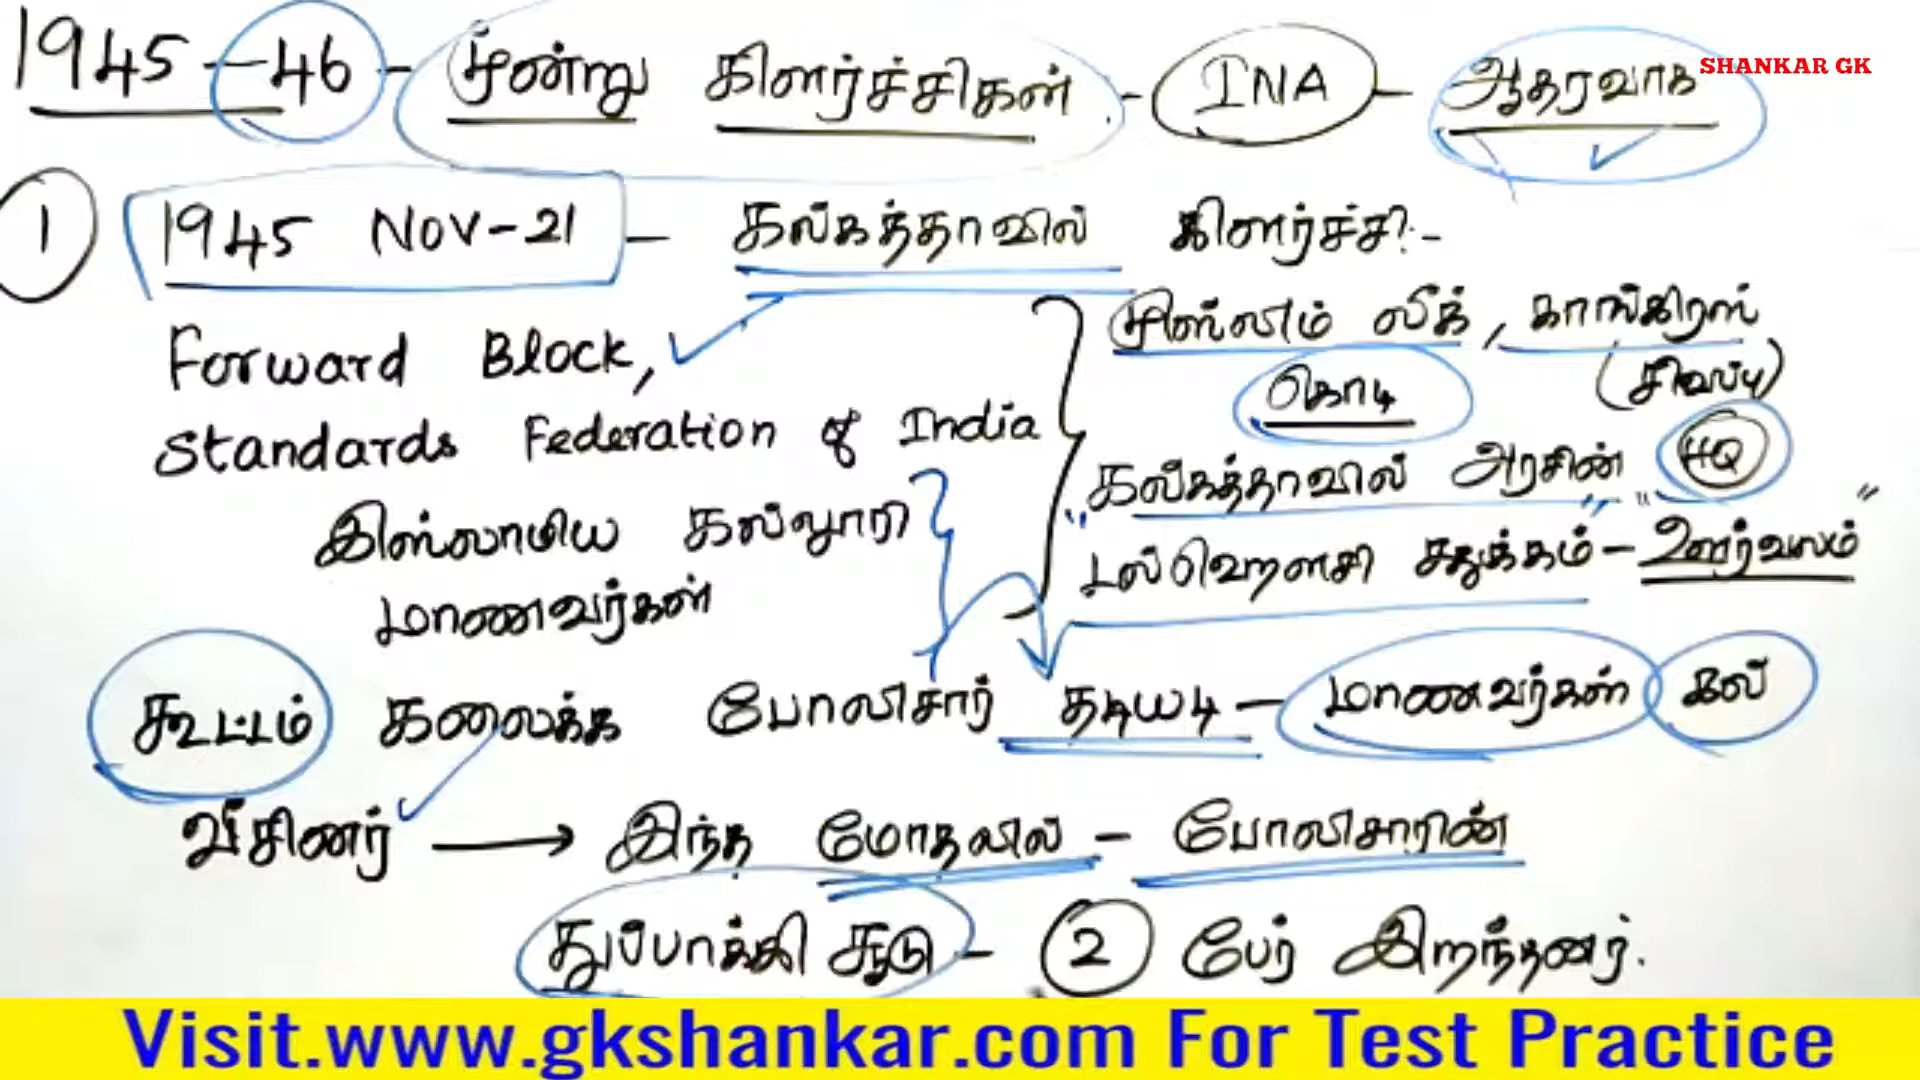 1945-46 - மூன்று கிளர்ச்சிகள் - INA - ஆதரவாக
SHANKAR GK
1 1945 NOV-21 - கல்கத்தாவில் கிளர்ச்சி:-
Forward Block,
Standards Federation of India
இஸ்லாமிய கல்லூரி
மாணவர்கள்
முஸ்லிம் லீக், காங்கிரஸ்
கொடி (சிவப்பு)
"கல்கத்தாவில் அரசின்" "HQ
டல்ஹௌசி சதுக்கம் - ஊர்வலம்"
கூட்டம் கலைக்க போலிசார் தடியடி - மாணவர்கள் கல்
வீசினர் → இந்த மோதலில் - போலிசாரின்
துப்பாக்கி சூடு - 2 பேர் இறந்தனர்.
Visit.www.gkshankar.com For Test Practice